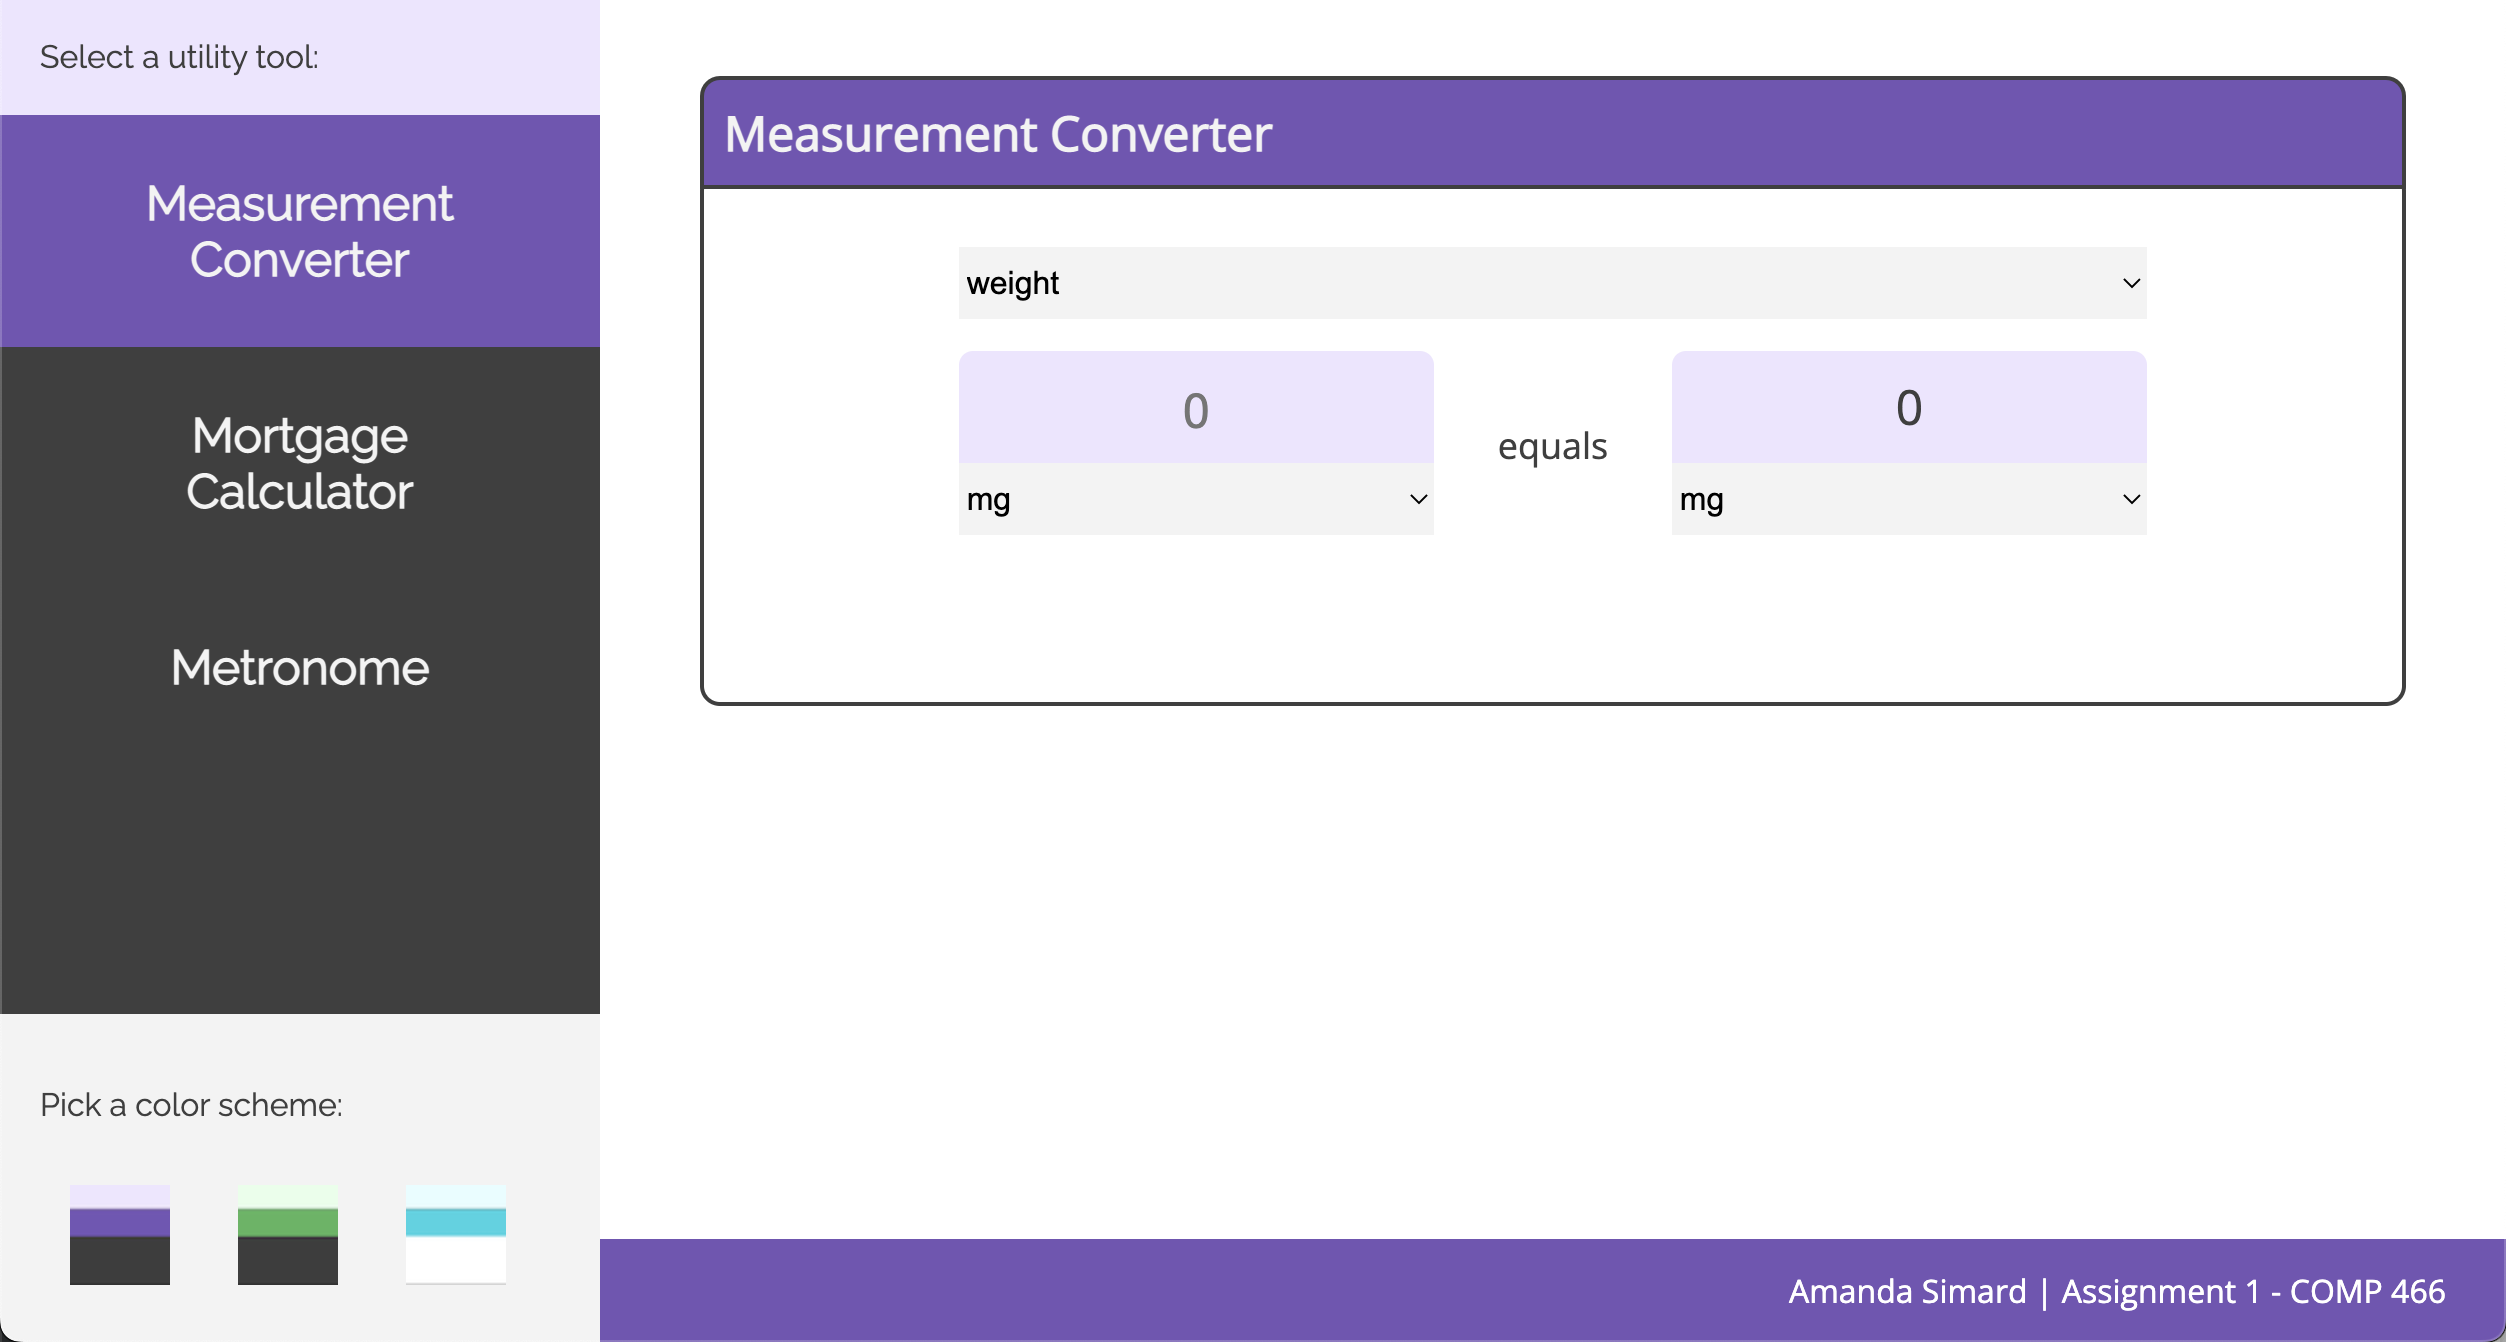 Select a utility tool:
Measurement
Converter
Mortgage
Calculator
Metronome
Pick a color scheme:
Measurement Converter
weight
0
mg
equals
0
mg
Amanda Simard | Assignment 1 - COMP 466